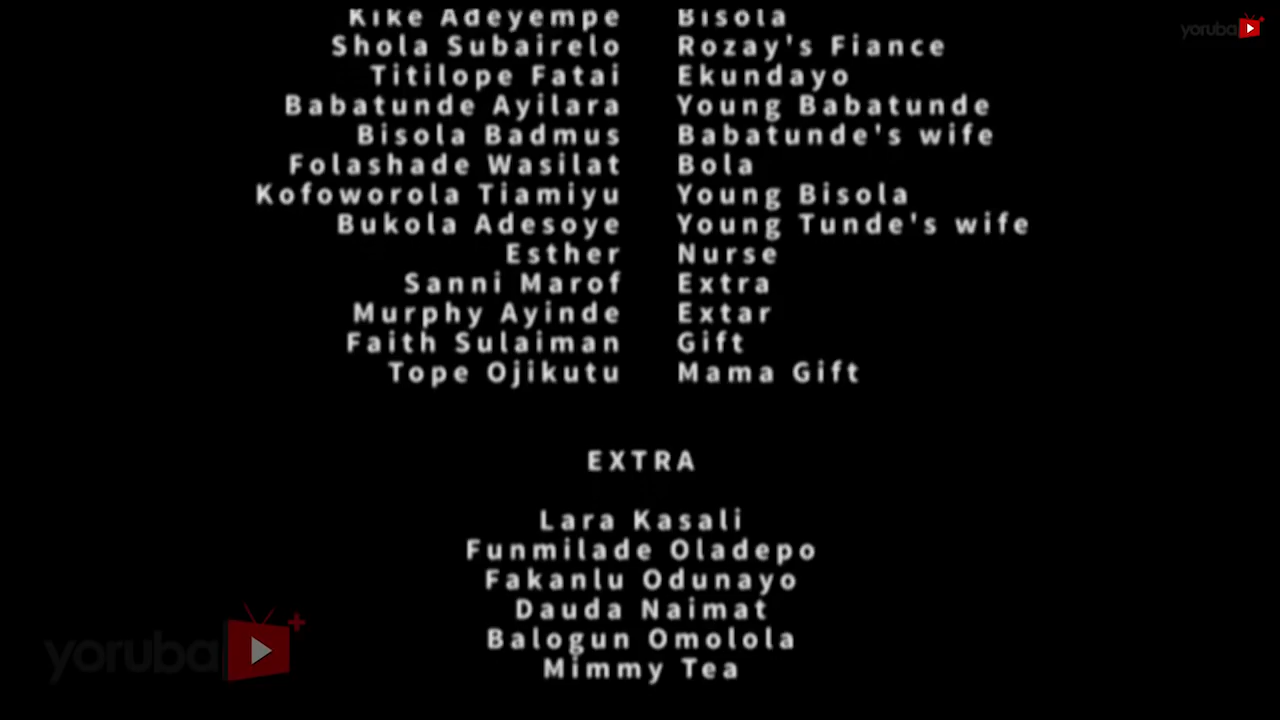 yoruba
Kike Adeyempe Bisola
Shola Subairelo Rozay's Fiance
Titilope Fatai Ekundayo
Babatunde Ayilara Young Babatunde
Bisola Badmus Babatunde's wife
Folashade Wasilat Bola
Kofoworola Tiamiyu Young Bisola
Bukola Adesoye Young Tunde's wife
Esther Nurse
Sanni Marof Extra
Murphy Ayinde Extar
Faith Sulaiman Gift
Tope Ojikutu Mama Gift
EXTRA
Lara Kasali
Funmilade Oladepo
Fakanlu Odunayo
Dauda Naimat
Balogun Omolola
Mimmy Tea
yoruba+